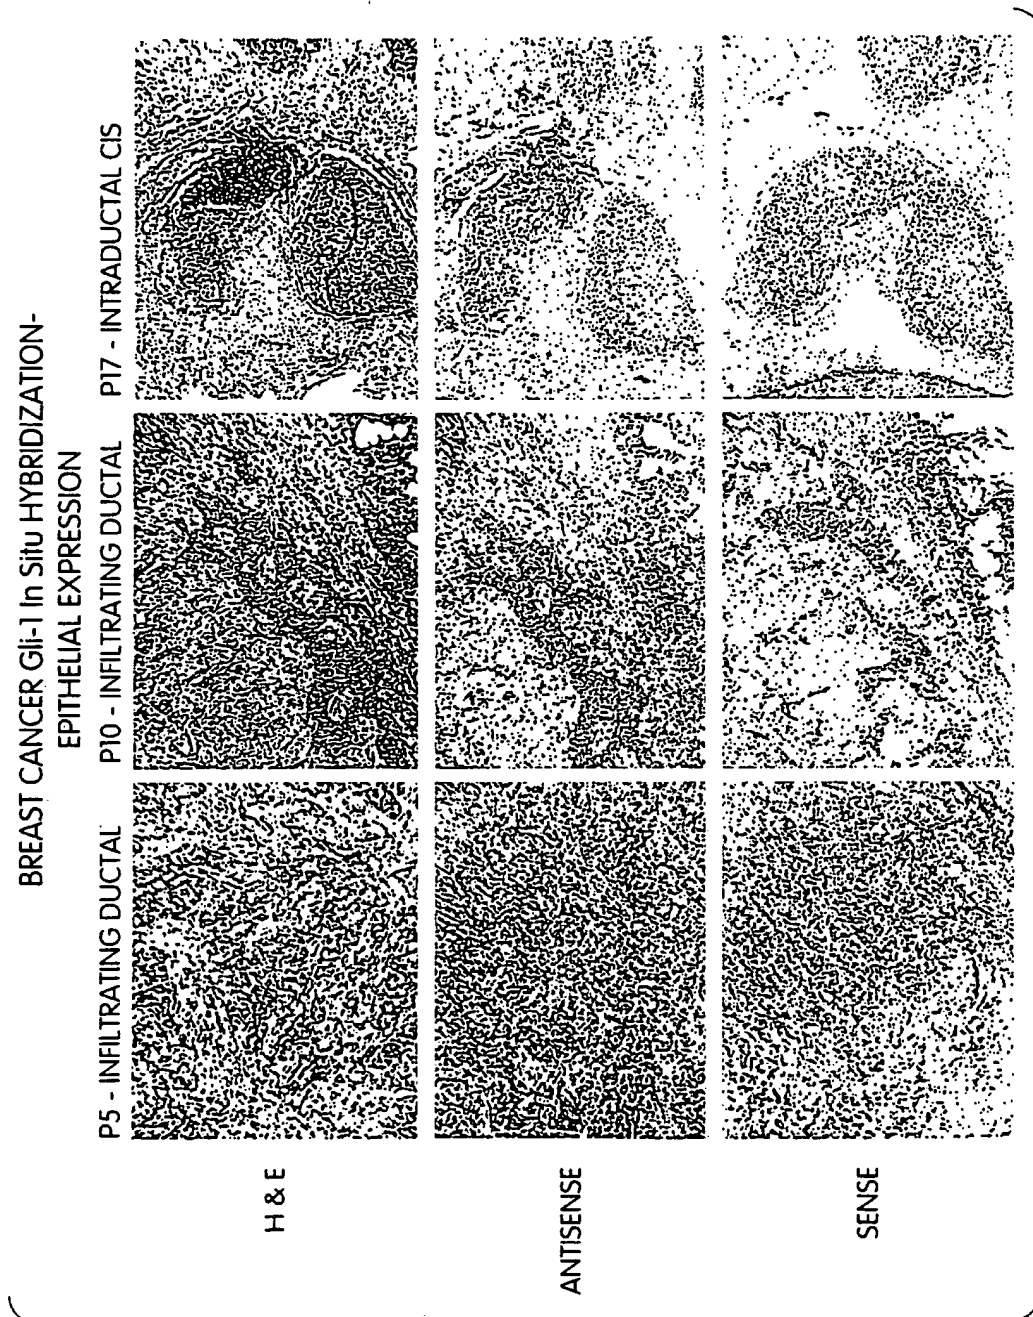 BREAST CANCER Gli-1 In Situ HYBRIDIZATION-
EPITHELIAL EXPRESSION
P5 - INFILTRATING DUCTAL
P10 - INFILTRATING DUCTAL
P17 - INTRADUCTAL CIS
H & E
ANTISENSE
SENSE